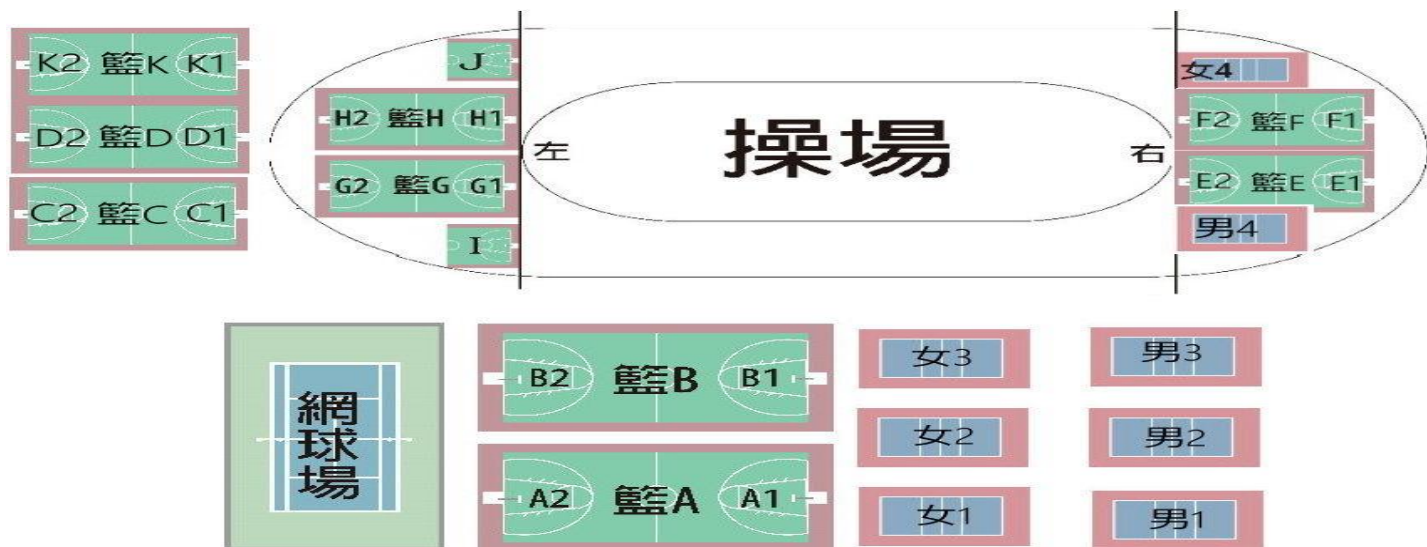 K2 籃K K1
D2 籃D D1
C2 籃C C1
J
H2 籃H H1
G2 籃G G1
I
左
操場
右
女4
F2 籃F F1
E2 籃E E1
男4
網球場
B2 籃B B1
A2 籃A A1
女3
男3
女2
男2
女1
男1